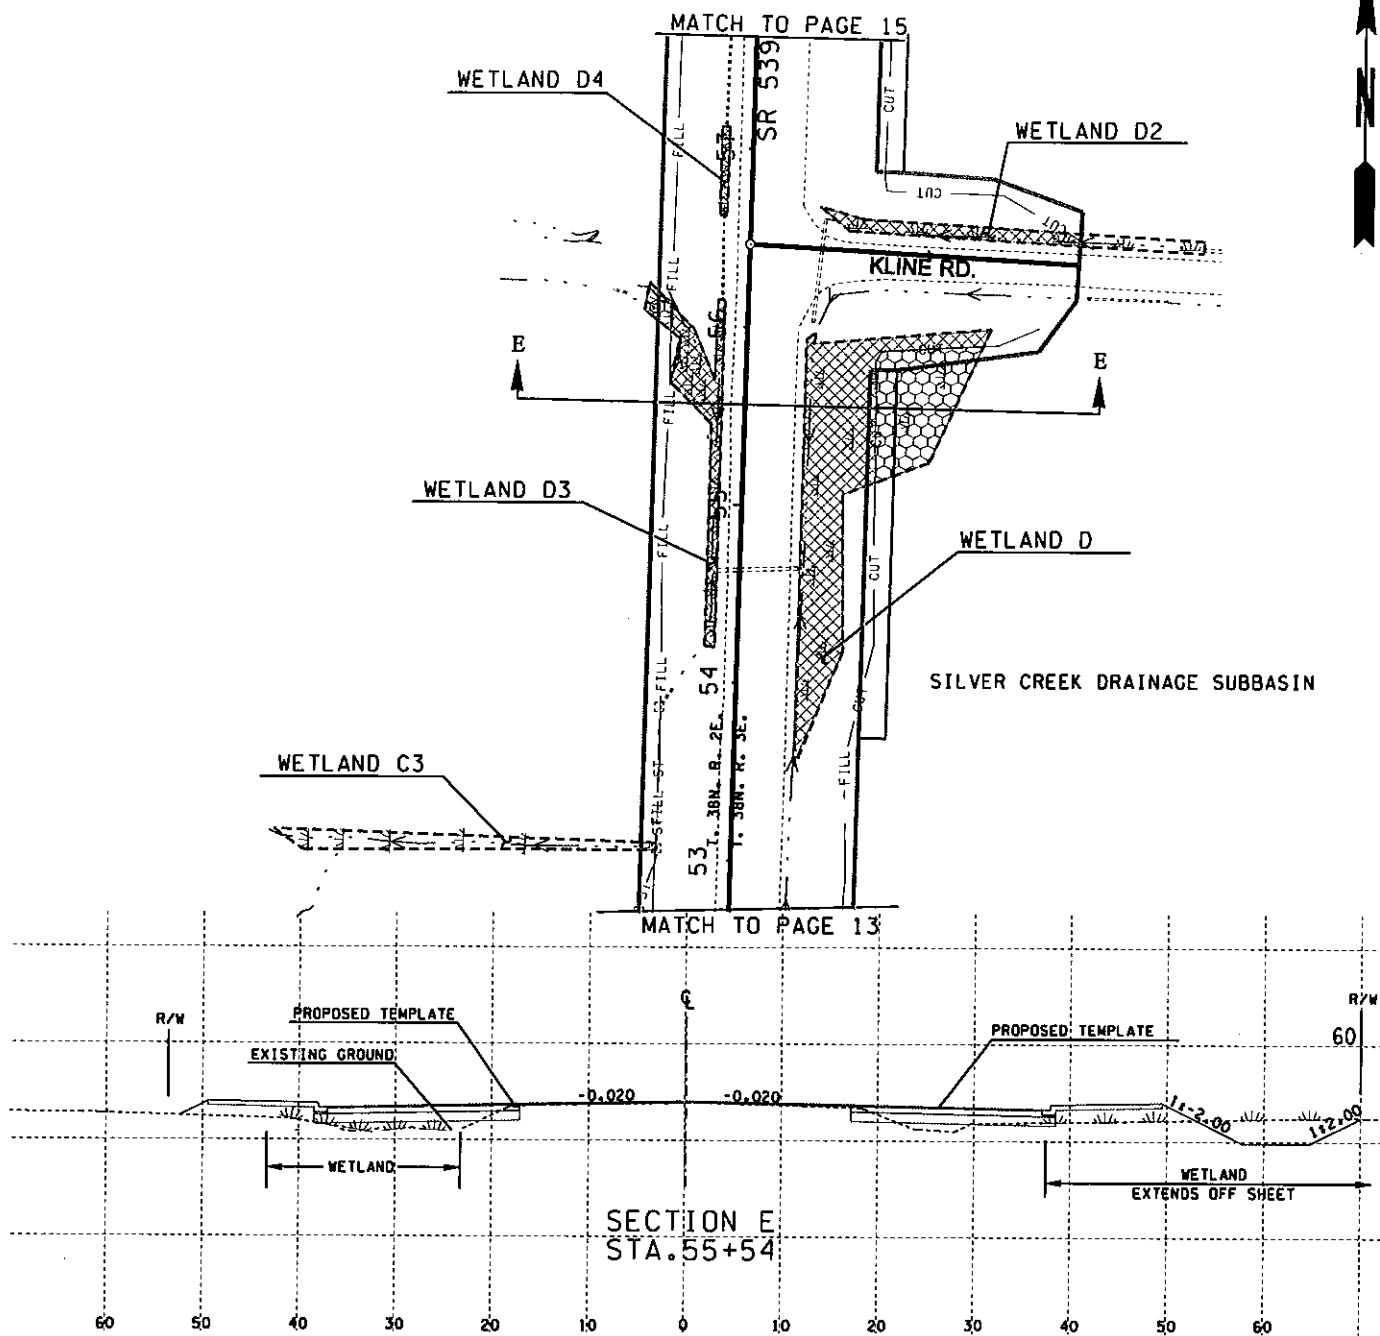 MATCH TO PAGE 15
N
SR 539
WETLAND D4
WETLAND D2
CUT
FILL
57
CUT
CUT
KLINE RD.
FILL
56
E
E
CUT
FILL
WETLAND D3
55
FILL
WETLAND D
CUT
SILVER CREEK DRAINAGE SUBBASIN
54
FILL
CUT
T. 38N. R. 2E.
T. 38N. R. 3E.
WETLAND C3
FILL
FILL
53
MATCH TO PAGE 13
R/W
PROPOSED TEMPLATE
EXISTING GROUND
℄
PROPOSED TEMPLATE
R/W
60
-0.020
-0.020
1:-2.00
1:2.00
WETLAND
WETLAND
EXTENDS OFF SHEET
SECTION E
STA.55+54
60 50 40 30 20 10 0 10 20 30 40 50 60